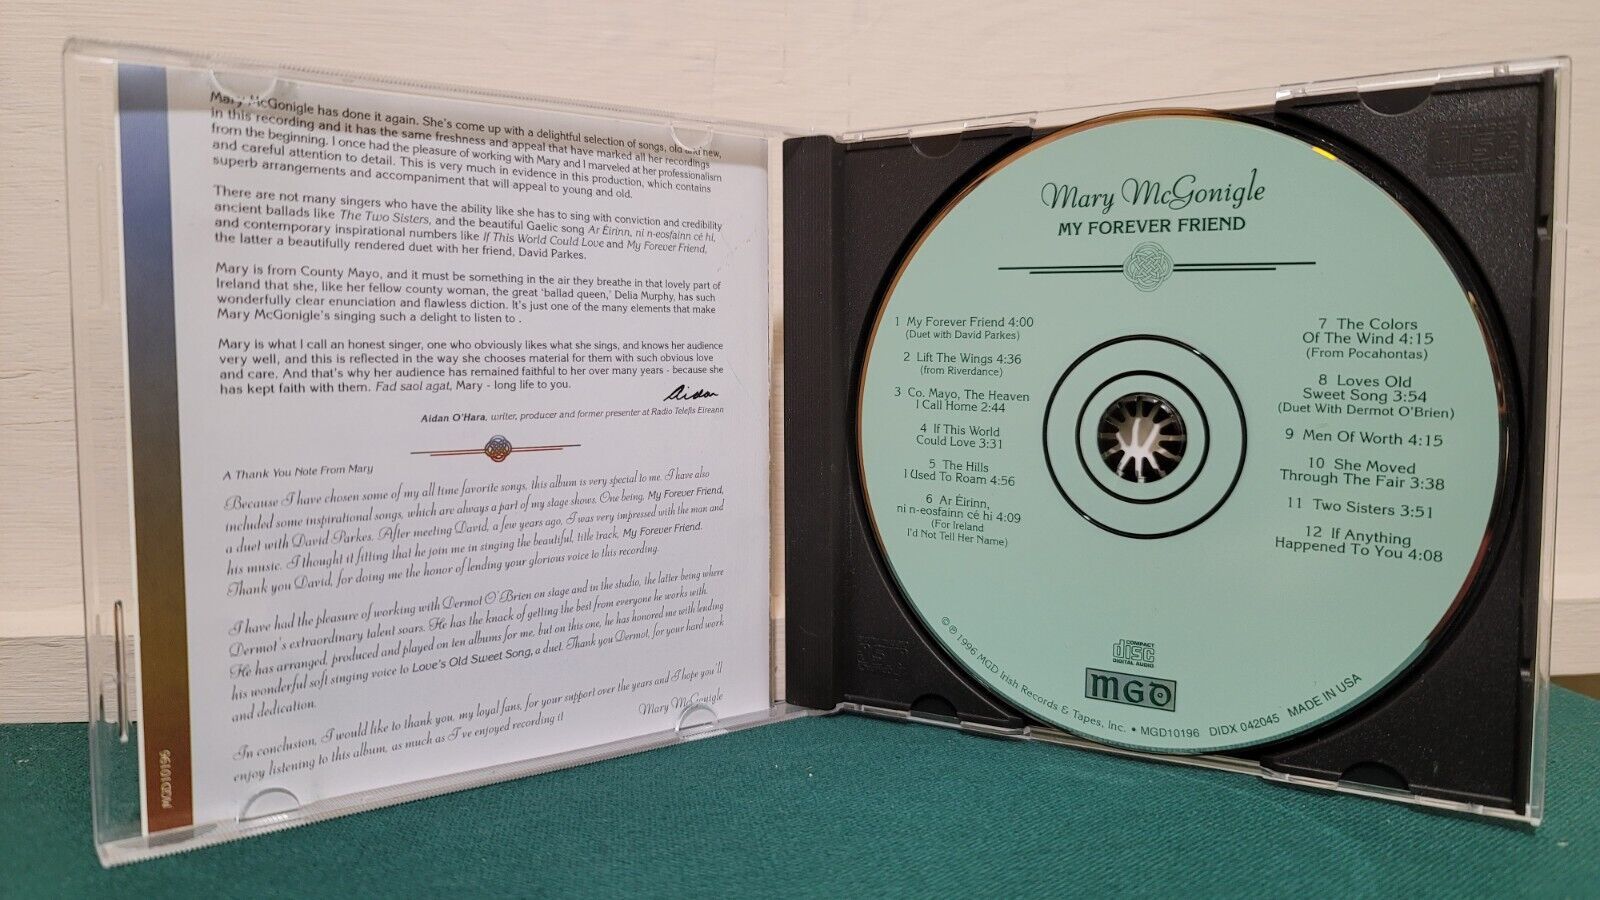 Mary McGonigle has done it again. She's come up with a delightful selection of songs, old and new,
in this recording and it has the same freshness and appeal that have marked all her recordings
from the beginning. I once had the pleasure of working with Mary and I marveled at her professionalism
and careful attention to detail. This is very much in evidence in this production, which contains
superb arrangements and accompaniment that will appeal to young and old.
There are not many singers who have the ability like she has to sing with conviction and credibility
ancient ballads like The Two Sisters, and the beautiful Gaelic song Ar Éirinn, ni n-eosfainn cé hi,
and contemporary inspirational numbers like If This World Could Love and My Forever Friend,
the latter a beautifully rendered duet with her friend, David Parkes.
Mary is from County Mayo, and it must be something in the air they breathe in that lovely part of
Ireland that she, like her fellow county woman, the great 'ballad queen,' Delia Murphy, has such
wonderfully clear enunciation and flawless diction. It's just one of the many elements that make
Mary McGonigle's singing such a delight to listen to .
Mary is what I call an honest singer, one who obviously likes what she sings, and knows her audience
very well, and this is reflected in the way she chooses material for them with such obvious love
and care. And that's why her audience has remained faithful to her over many years - because she
has kept faith with them. Fad saol agat, Mary - long life to you.
Aidan
Aidan O'Hara, writer, producer and former presenter at Radio Telefis Eireann
A Thank You Note From Mary
Because I have chosen some of my all time favorite songs, this album is very special to me. I have also
included some inspirational songs, which are always a part of my stage shows. One being, My Forever Friend,
a duet with David Parkes. After meeting David, a few years ago, I was very impressed with the man and
his music. I thought it fitting that he join me in singing the beautiful, title track, My Forever Friend.
Thank you David, for doing me the honor of lending your glorious voice to this recording.
I have had the pleasure of working with Dermot O'Brien on stage and in the studio, the latter being where
Dermot's extraordinary talent soars. He has the knack of getting the best from everyone he works with.
He has arranged, produced and played on ten albums for me, but on this one, he has honored me with lending
his wonderful soft singing voice to Love's Old Sweet Song, a duet. Thank you Dermot, for your hard work
and dedication.
In conclusion, I would like to thank you, my loyal fans, for your support over the years and I hope you'll
enjoy listening to this album, as much as I've enjoyed recording it
Mary McGonigle
MGD10196
Mary McGonigle
MY FOREVER FRIEND
1 My Forever Friend 4:00
(Duet with David Parkes)
2 Lift The Wings 4:36
(from Riverdance)
3 Co. Mayo, The Heaven
I Call Home 2:44
4 If This World
Could Love 3:31
5 The Hills
I Used To Roam 4:56
6 Ar Éirinn,
ni n-eosfainn cé hi 4:09
(For Ireland
I'd Not Tell Her Name)
7 The Colors
Of The Wind 4:15
(From Pocahontas)
8 Loves Old
Sweet Song 3:54
(Duet With Dermot O'Brien)
9 Men Of Worth 4:15
10 She Moved
Through The Fair 3:38
11 Two Sisters 3:51
12 If Anything
Happened To You 4:08
COMPACT
disc
DIGITAL AUDIO
MGD
© ℗ 1996 MGD Irish Records & Tapes, Inc. • MGD10196 DIDX 042045 MADE IN USA